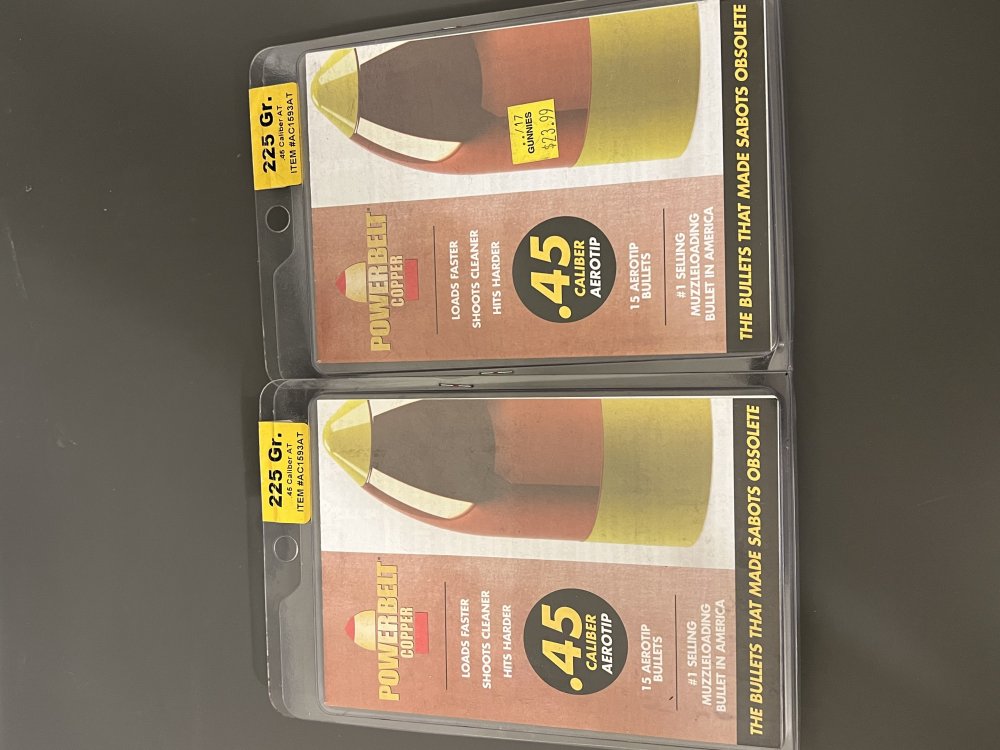 225 Gr.
.45 Caliber AT
ITEM #AC1593AT
POWERBELT
COPPER
LOADS FASTER
SHOOTS CLEANER
HITS HARDER
.45
CALIBER
AEROTIP
15 AEROTIP
BULLETS
#1 SELLING
MUZZLELOADING
BULLET IN AMERICA
THE BULLETS THAT MADE SABOTS OBSOLETE
225 Gr.
.45 Caliber AT
ITEM #AC1593AT
GUNNIES
$23.99
POWERBELT
COPPER
LOADS FASTER
SHOOTS CLEANER
HITS HARDER
.45
CALIBER
AEROTIP
15 AEROTIP
BULLETS
#1 SELLING
MUZZLELOADING
BULLET IN AMERICA
THE BULLETS THAT MADE SABOTS OBSOLETE